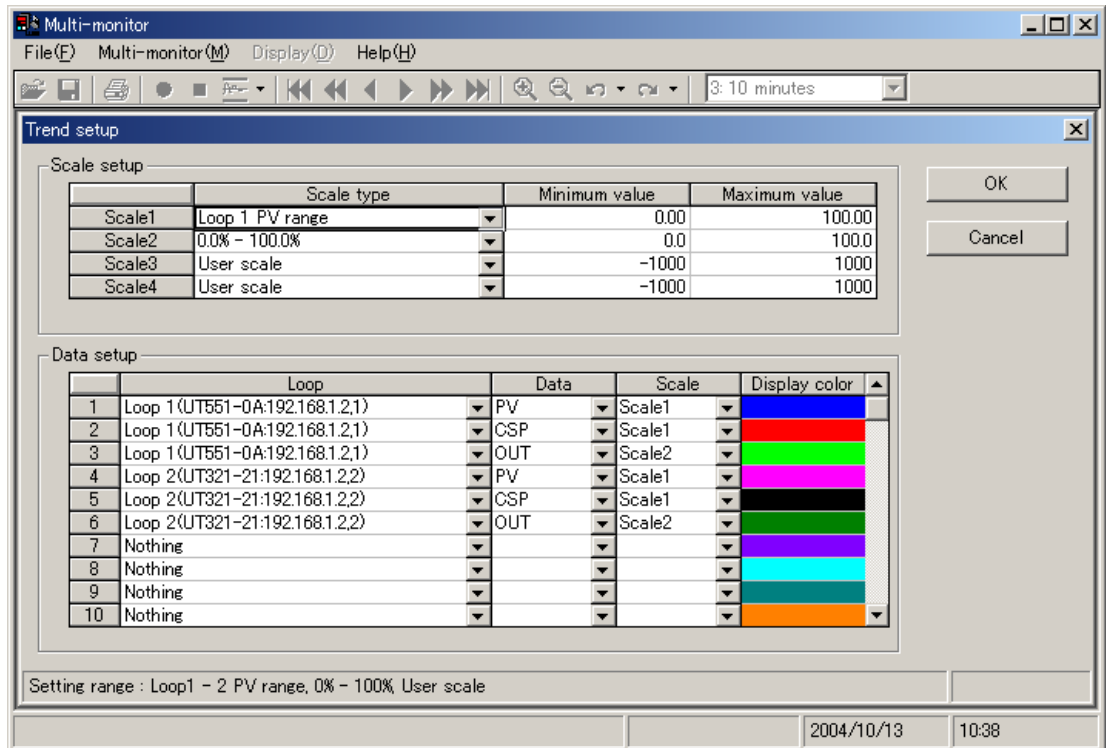 Multi-monitor
File(F) Multi-monitor(M) Display(D) Help(H)
3: 10 minutes
Trend setup
Scale setup
Scale type Minimum value Maximum value
Scale1 Loop 1 PV range 0.00 100.00
Scale2 0.0% - 100.0% 0.0 100.0
Scale3 User scale -1000 1000
Scale4 User scale -1000 1000
OK
Cancel
Data setup
Loop Data Scale Display color
1 Loop 1(UT551-0A:192.168.1.2,1) PV Scale1
2 Loop 1(UT551-0A:192.168.1.2,1) CSP Scale1
3 Loop 1(UT551-0A:192.168.1.2,1) OUT Scale2
4 Loop 2(UT321-21:192.168.1.2,2) PV Scale1
5 Loop 2(UT321-21:192.168.1.2,2) CSP Scale1
6 Loop 2(UT321-21:192.168.1.2,2) OUT Scale2
7 Nothing
8 Nothing
9 Nothing
10 Nothing
Setting range : Loop1 - 2 PV range, 0% - 100%, User scale
2004/10/13 10:38